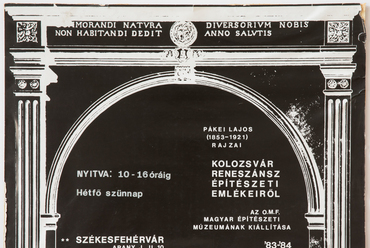 MORANDI NATVRA DIVERSORIVM NOBIS
NON HABITANDI DEDIT ANNO SALVTIS
PÁKEI LAJOS
(1853-1921)
RAJZAI
NYITVA: 10-16 óráig
Hétfő szünnap
KOLOZSVÁR
RENESZÁNSZ
ÉPÍTÉSZETI
EMLÉKEIRŐL
AZ O.M.F.
MAGYAR ÉPÍTÉSZETI
MÚZEUMÁNAK KIÁLLÍTÁSA
SZÉKESFEHÉRVÁR
'83-'84